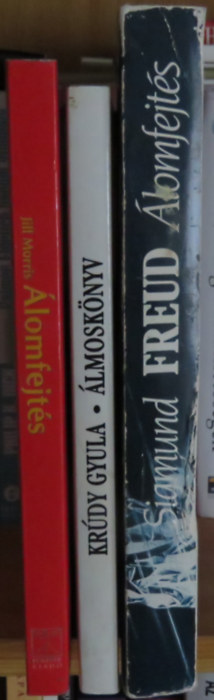 Jill Morris Álomfejtés
KRÚDY GYULA • ÁLMOSKÖNYV
Sigmund FREUD Álomfejtés